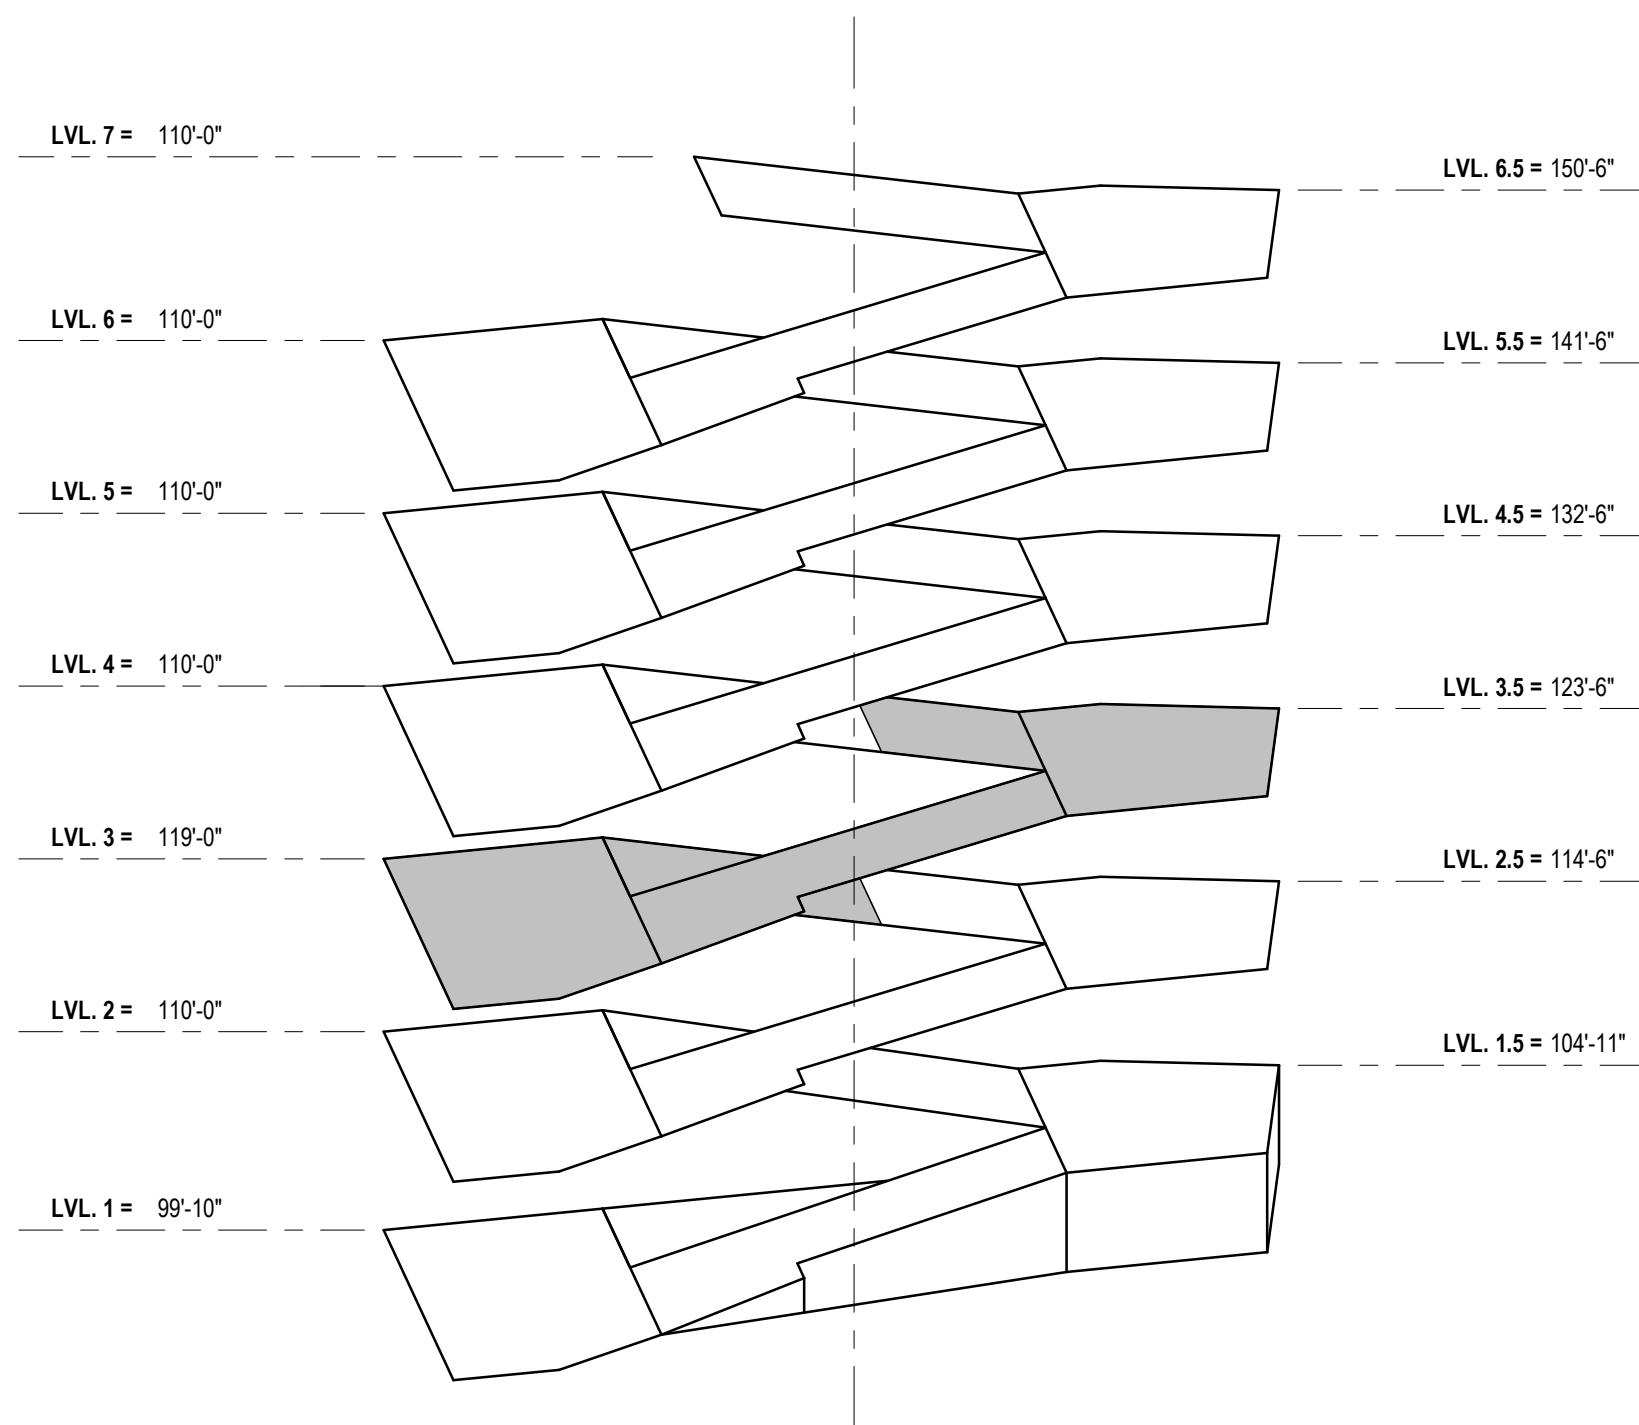 LVL. 7 = 110'-0"
LVL. 6.5 = 150'-6"
LVL. 6 = 110'-0"
LVL. 5.5 = 141'-6"
LVL. 5 = 110'-0"
LVL. 4.5 = 132'-6"
LVL. 4 = 110'-0"
LVL. 3.5 = 123'-6"
LVL. 3 = 119'-0"
LVL. 2.5 = 114'-6"
LVL. 2 = 110'-0"
LVL. 1.5 = 104'-11"
LVL. 1 = 99'-10"